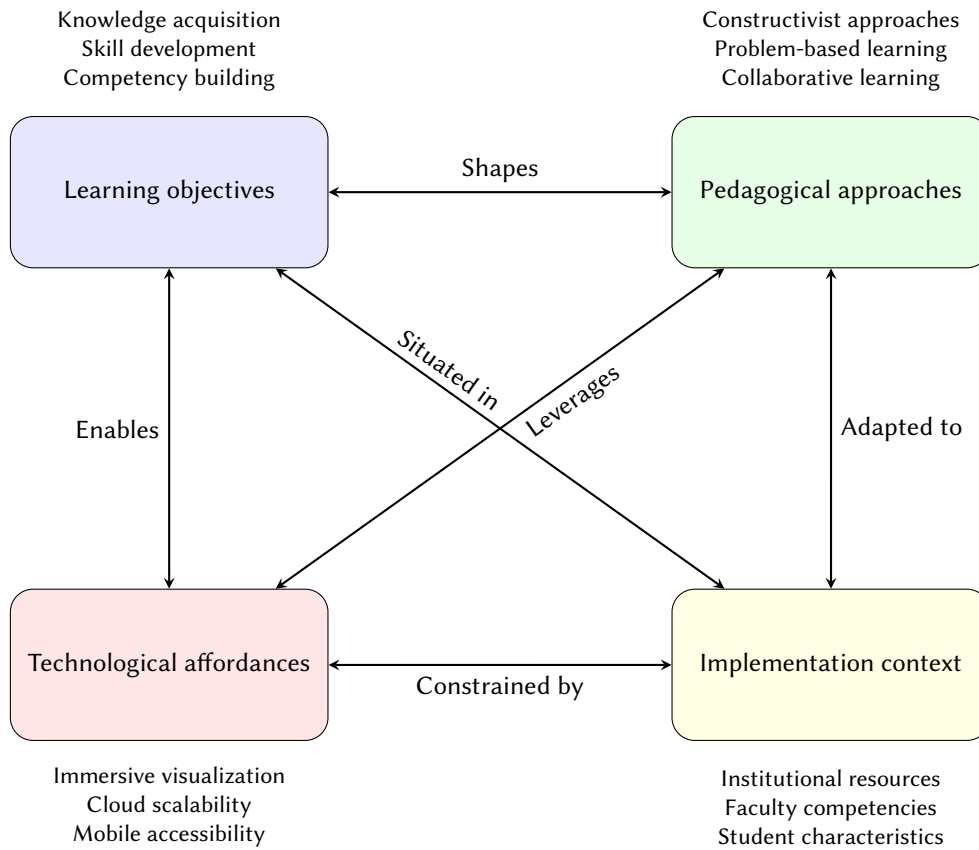 Knowledge acquisition
Skill development
Competency building
Constructivist approaches
Problem-based learning
Collaborative learning
Learning objectives
Shapes
Pedagogical approaches
Situated in
Leverages
Enables
Adapted to
Technological affordances
Constrained by
Implementation context
Immersive visualization
Cloud scalability
Mobile accessibility
Institutional resources
Faculty competencies
Student characteristics